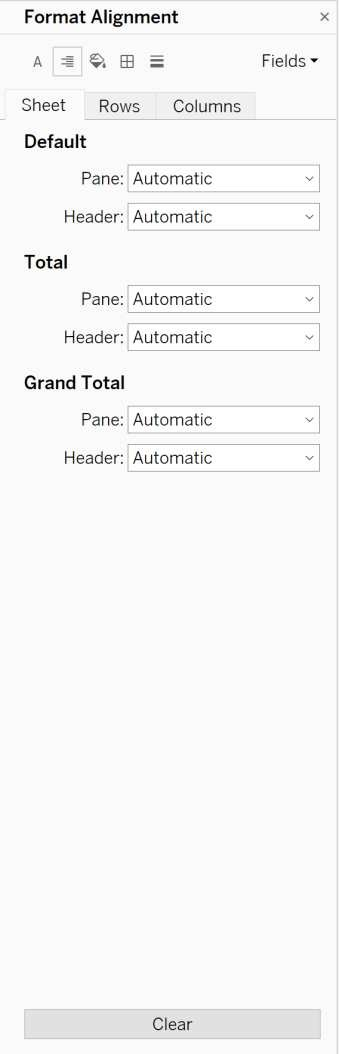 Format Alignment
A Fields
Sheet Rows Columns
Default
Pane: Automatic
Header: Automatic
Total
Pane: Automatic
Header: Automatic
Grand Total
Pane: Automatic
Header: Automatic
Clear